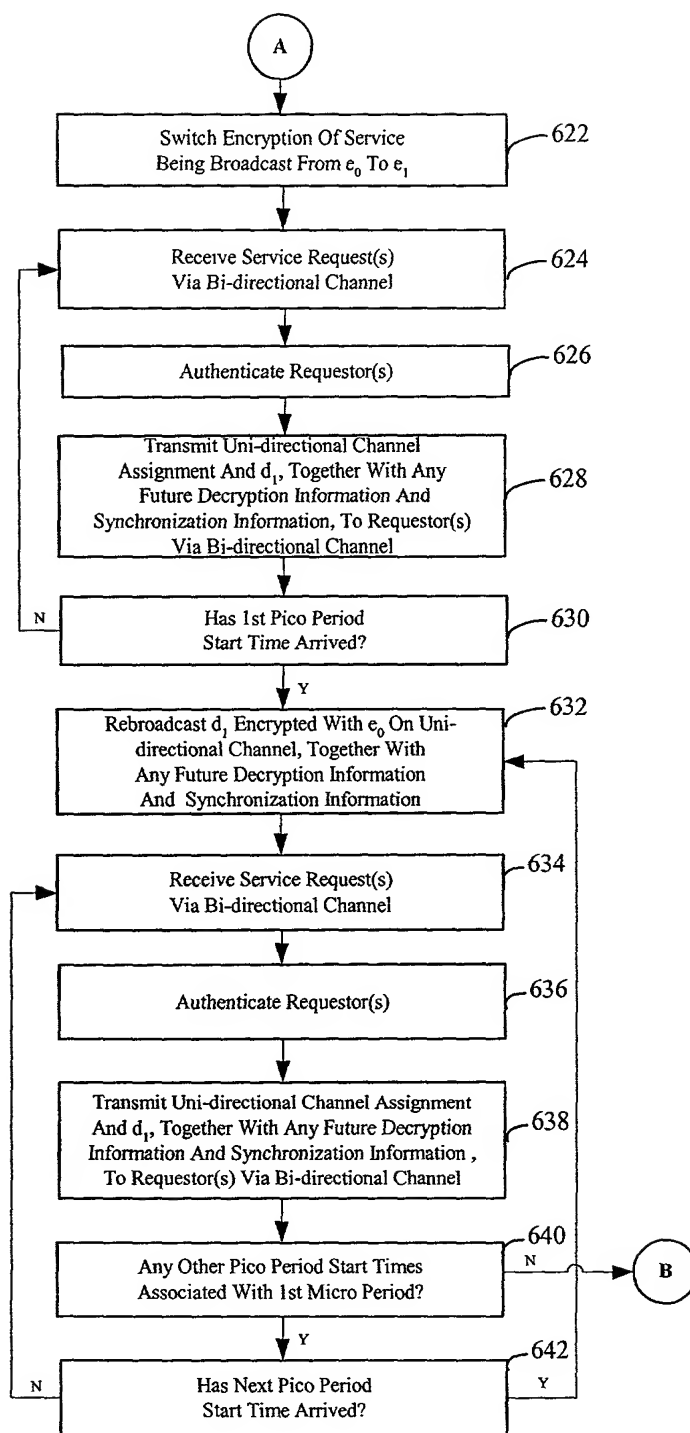 A
Switch Encryption Of Service
Being Broadcast From e₀ To e₁
622
Receive Service Request(s)
Via Bi-directional Channel
624
Authenticate Requestor(s)
626
Transmit Uni-directional Channel
Assignment And d₁, Together With Any
Future Decryption Information And
Synchronization Information, To Requestor(s)
Via Bi-directional Channel
628
Has 1st Pico Period
Start Time Arrived?
630
N
Y
Rebroadcast d₁ Encrypted With e₀ On Uni-
directional Channel, Together With
Any Future Decryption Information
And Synchronization Information
632
Receive Service Request(s)
Via Bi-directional Channel
634
Authenticate Requestor(s)
636
Transmit Uni-directional Channel Assignment
And d₁, Together With Any Future Decryption
Information And Synchronization Information ,
To Requestor(s) Via Bi-directional Channel
638
Any Other Pico Period Start Times
Associated With 1st Micro Period?
640
N
B
Y
Has Next Pico Period
Start Time Arrived?
642
N
Y